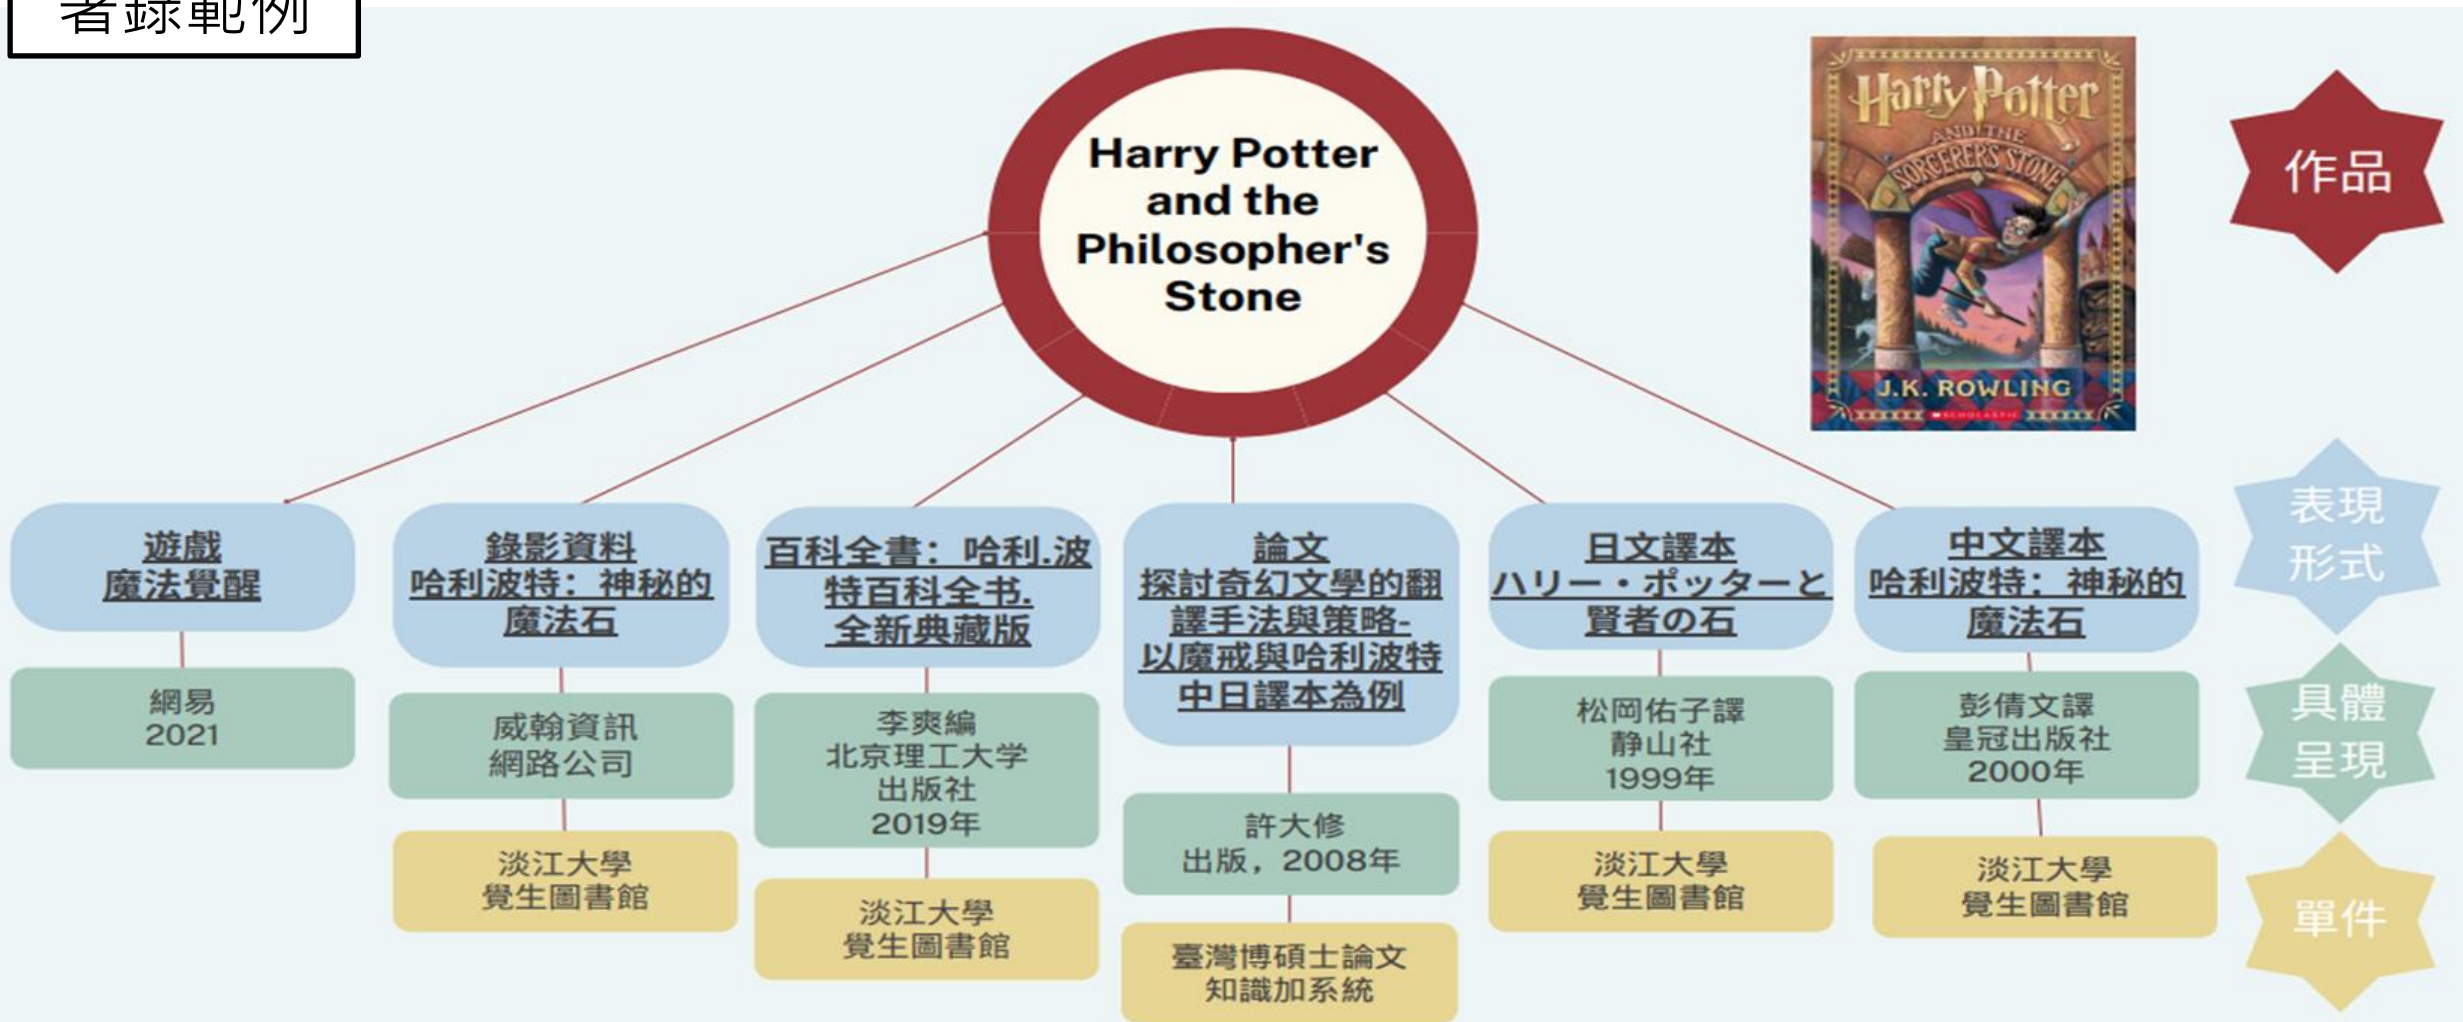 著錄範例
Harry Potter
and the
Philosopher's
Stone
Harry Potter
AND THE
SORCERER'S STONE
J.K. ROWLING
SCHOLASTIC
作品
表現
形式
具體
呈現
單件
遊戲
魔法覺醒
網易
2021
錄影資料
哈利波特：神秘的
魔法石
威翰資訊
網路公司
淡江大學
覺生圖書館
百科全書：哈利.波
特百科全书.
全新典藏版
李爽編
北京理工大学
出版社
2019年
淡江大學
覺生圖書館
論文
探討奇幻文學的翻
譯手法與策略-
以魔戒與哈利波特
中日譯本為例
許大修
出版，2008年
臺灣博碩士論文
知識加系統
日文譯本
ハリー・ポッターと
賢者の石
松岡佑子譯
静山社
1999年
淡江大學
覺生圖書館
中文譯本
哈利波特：神秘的
魔法石
彭倩文譯
皇冠出版社
2000年
淡江大學
覺生圖書館